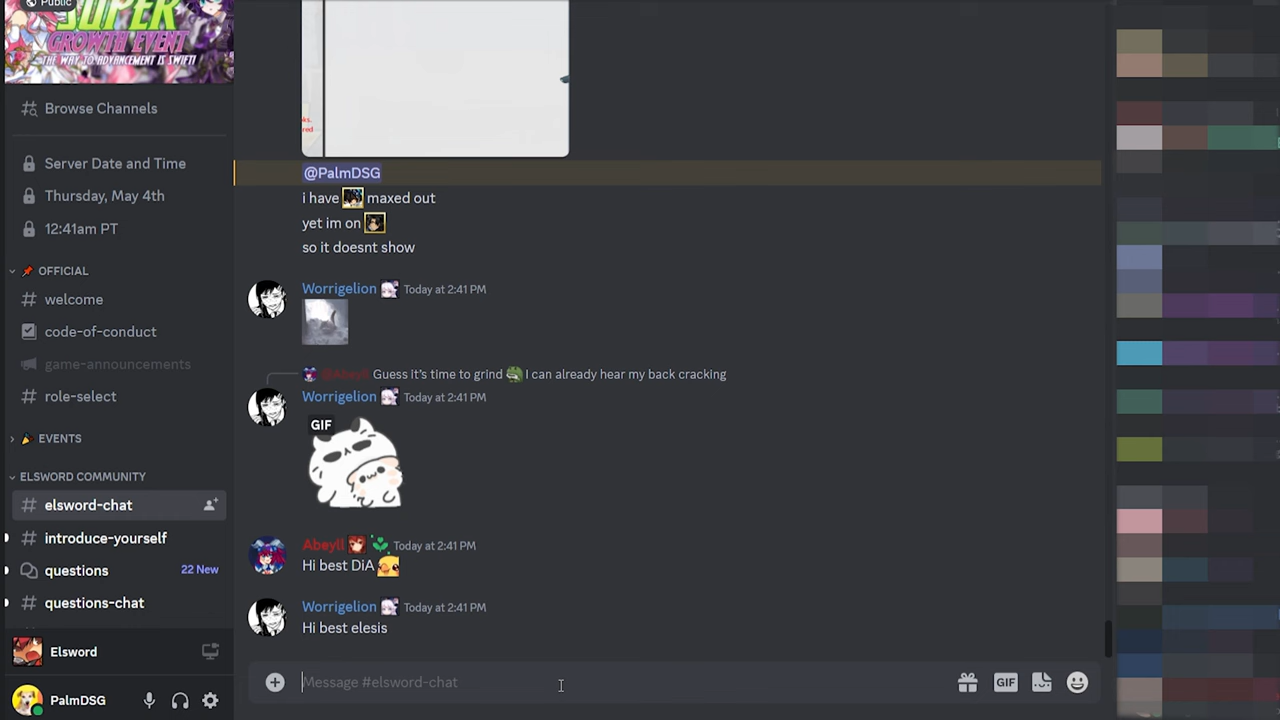 Public
SUPER
GROWTH EVENT
THE WAY TO ADVANCEMENT IS SWIFT!
Browse Channels
Server Date and Time
Thursday, May 4th
12:41am PT
OFFICIAL
welcome
code-of-conduct
game-announcements
role-select
EVENTS
ELSWORD COMMUNITY
elsword-chat
introduce-yourself
questions 22 New
questions-chat
Elsword
PalmDSG
@PalmDSG
i have maxed out
yet im on
so it doesnt show
Worrigelion Today at 2:41 PM
@Abeyll Guess it's time to grind I can already hear my back cracking
Worrigelion Today at 2:41 PM
GIF
Abeyll Today at 2:41 PM
Hi best DiA
Worrigelion Today at 2:41 PM
Hi best elesis
Message #elsword-chat
GIF